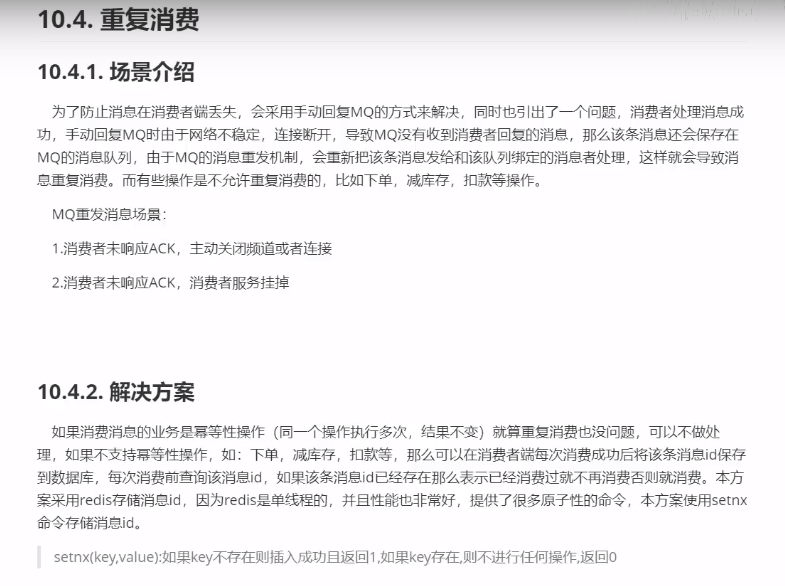 10.4. 重复消费
10.4.1. 场景介绍
为了防止消息在消费者端丢失，会采用手动回复MQ的方式来解决，同时也引出了一个问题，消费者处理消息成
功，手动回复MQ时由于网络不稳定，连接断开，导致MQ没有收到消费者回复的消息，那么该条消息还会保存在
MQ的消息队列，由于MQ的消息重发机制，会重新把该条消息发给和该队列绑定的消息者处理，这样就会导致消
息重复消费。而有些操作是不允许重复消费的，比如下单，减库存，扣款等操作。
MQ重发消息场景：
1.消费者未响应ACK，主动关闭频道或者连接
2.消费者未响应ACK，消费者服务挂掉
10.4.2. 解决方案
如果消费消息的业务是幂等性操作（同一个操作执行多次，结果不变）就算重复消费也没问题，可以不做处
理，如果不支持幂等性操作，如：下单，减库存，扣款等，那么可以在消费者端每次消费成功后将该条消息id保存
到数据库，每次消费前查询该消息id，如果该条消息id已经存在那么表示已经消费过就不再消费否则就消费。本方
案采用redis存储消息id，因为redis是单线程的，并且性能也非常好，提供了很多原子性的命令，本方案使用setnx
命令存储消息id。
setnx(key,value):如果key不存在则插入成功且返回1,如果key存在,则不进行任何操作,返回0